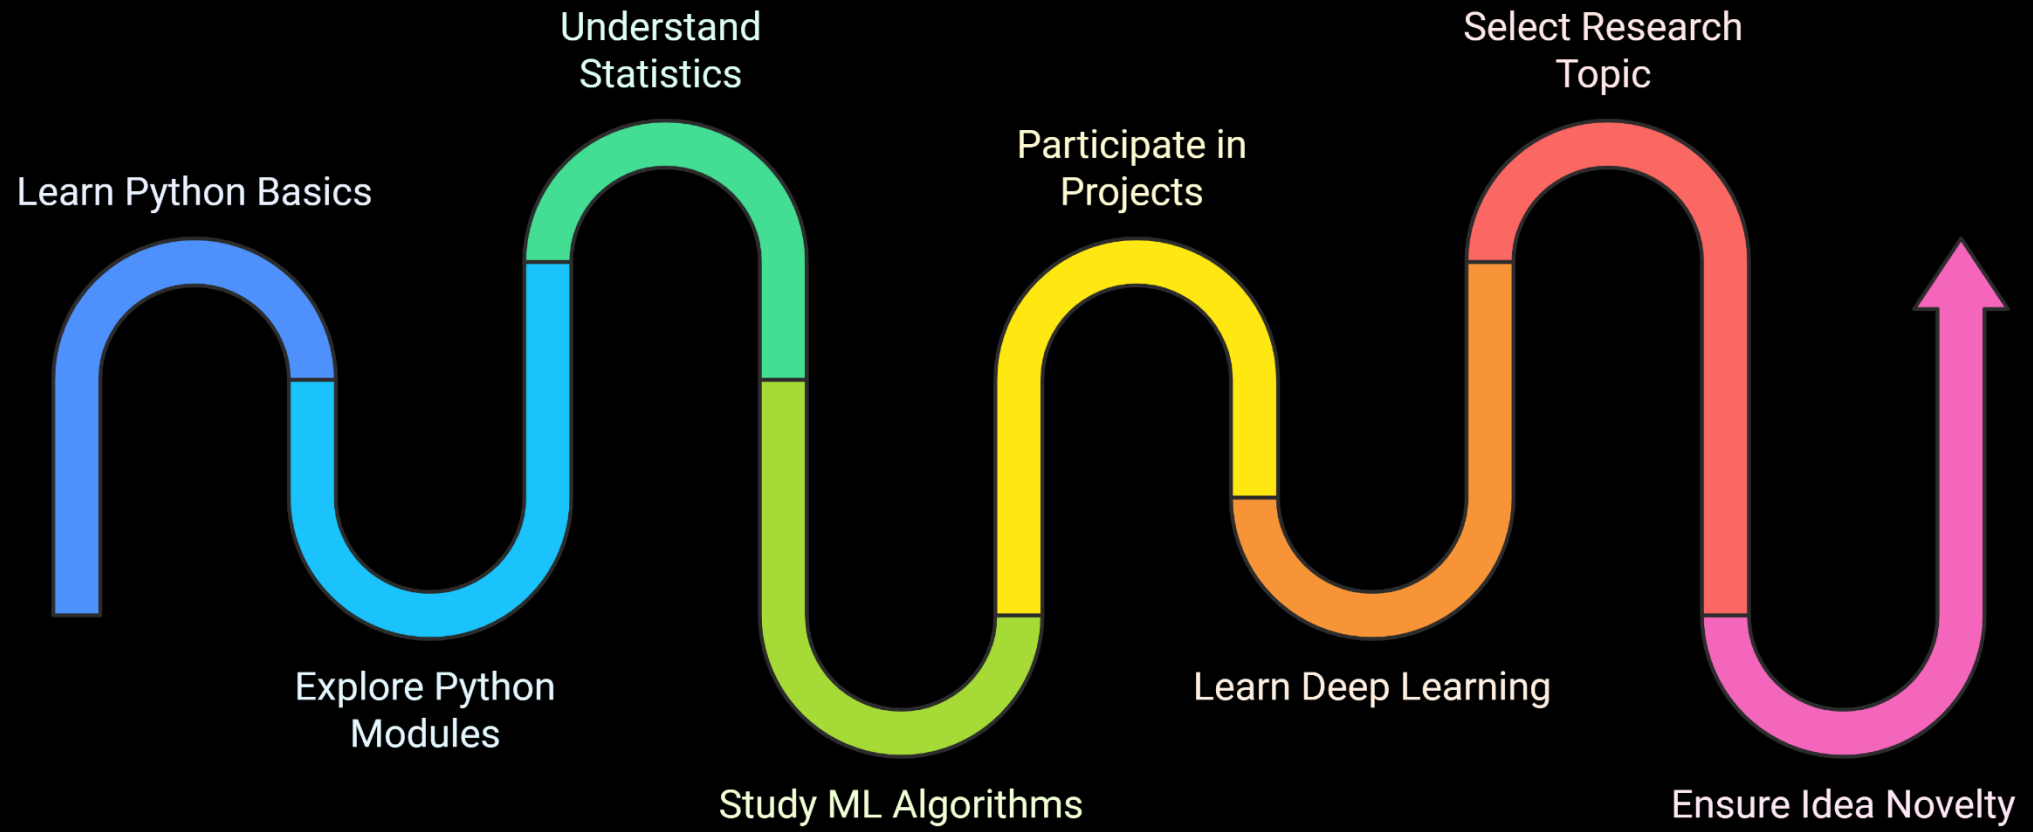 Learn Python Basics
Explore Python
Modules
Understand
Statistics
Study ML Algorithms
Participate in
Projects
Learn Deep Learning
Select Research
Topic
Ensure Idea Novelty